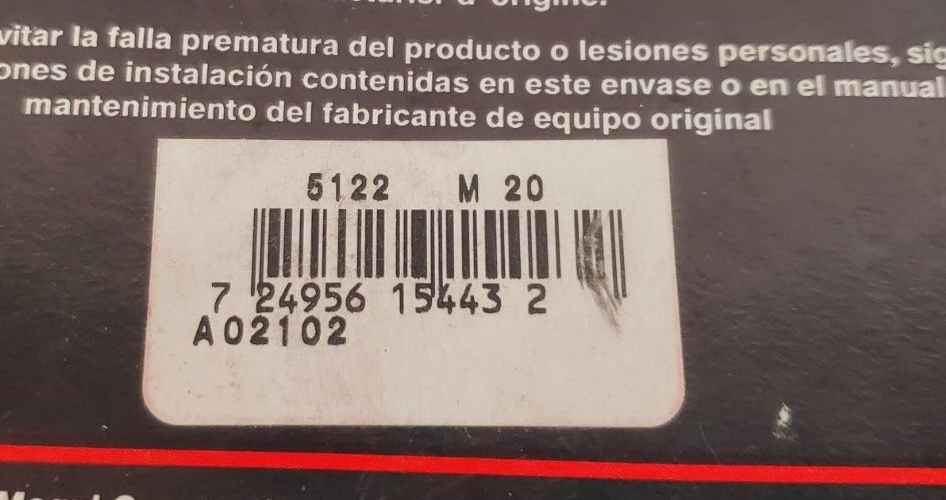 d'origine.
vitar la falla prematura del producto o lesiones personales, sig
ones de instalación contenidas en este envase o en el manual
mantenimiento del fabricante de equipo original
5122 M 20
7 24956 15443 2
A02102